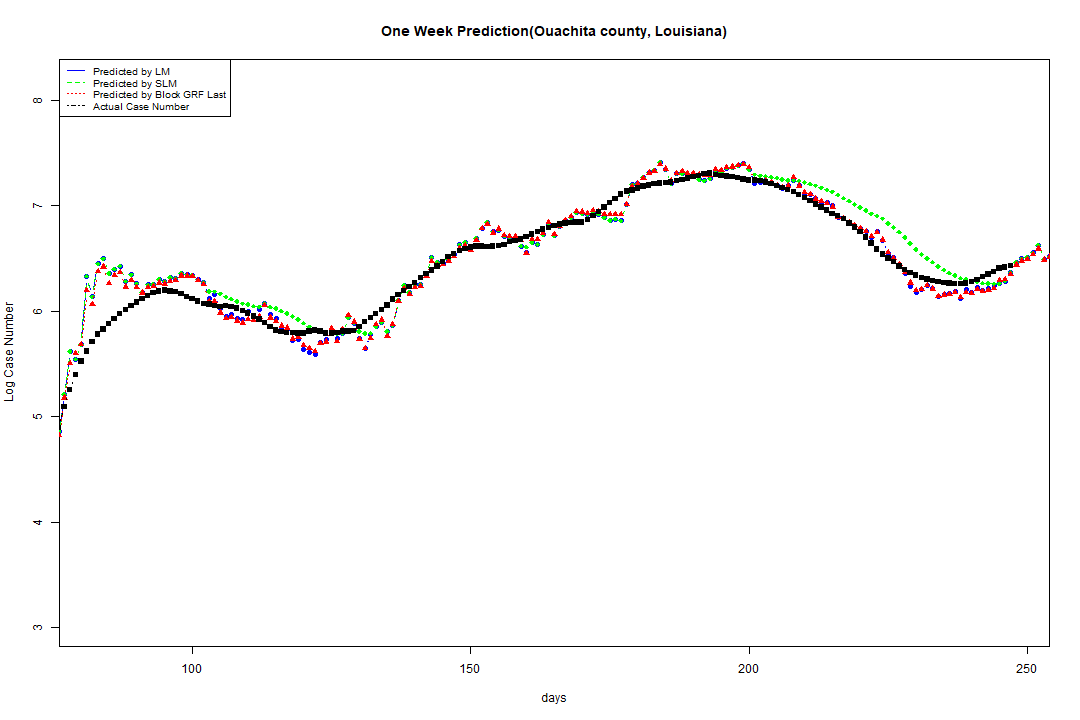 One Week Prediction(Ouachita county, Louisiana)
Predicted by LM
Predicted by SLM
Predicted by Block GRF Last
Actual Case Number
8
7
6
5
4
3
Log Case Number
100 150 200 250
days